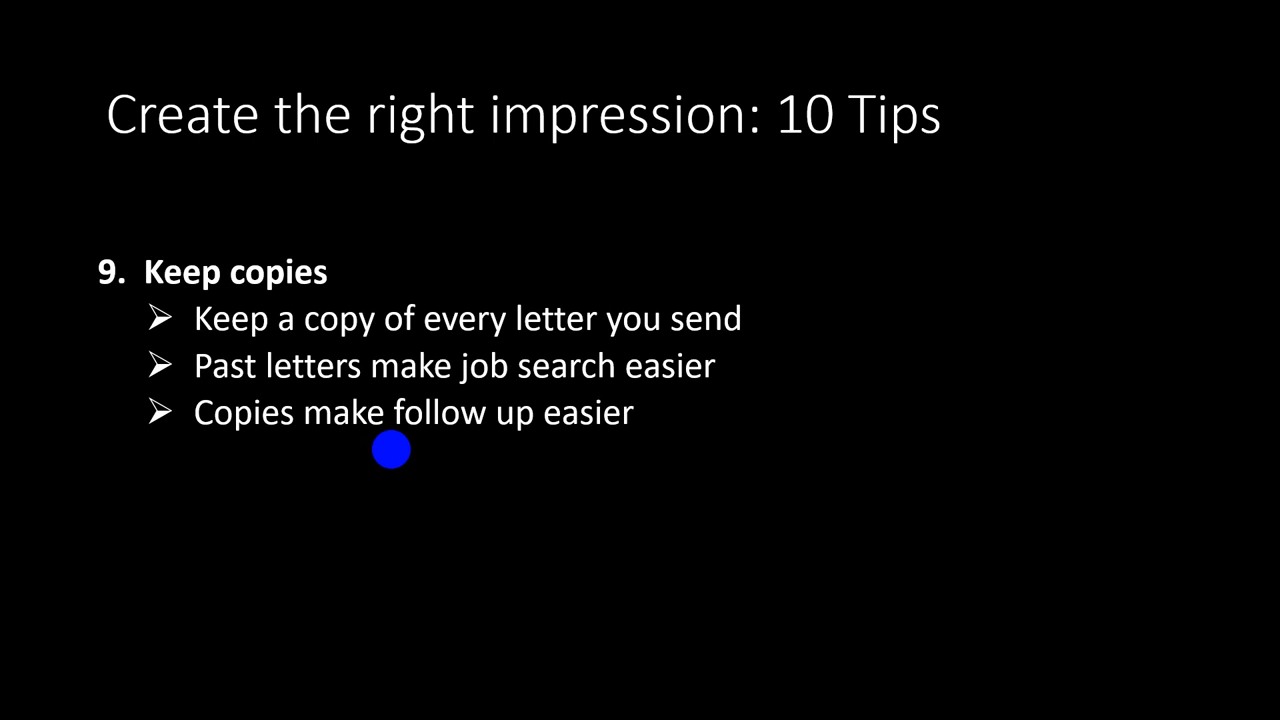 Create the right impression: 10 Tips
9. Keep copies
➢ Keep a copy of every letter you send
➢ Past letters make job search easier
➢ Copies make follow up easier